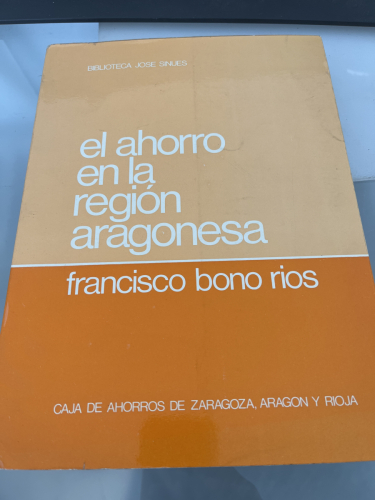 BIBLIOTECA JOSE SINUES
el ahorro
en la
región
aragonesa
francisco bono rios
CAJA DE AHORROS DE ZARAGOZA, ARAGON Y RIOJA